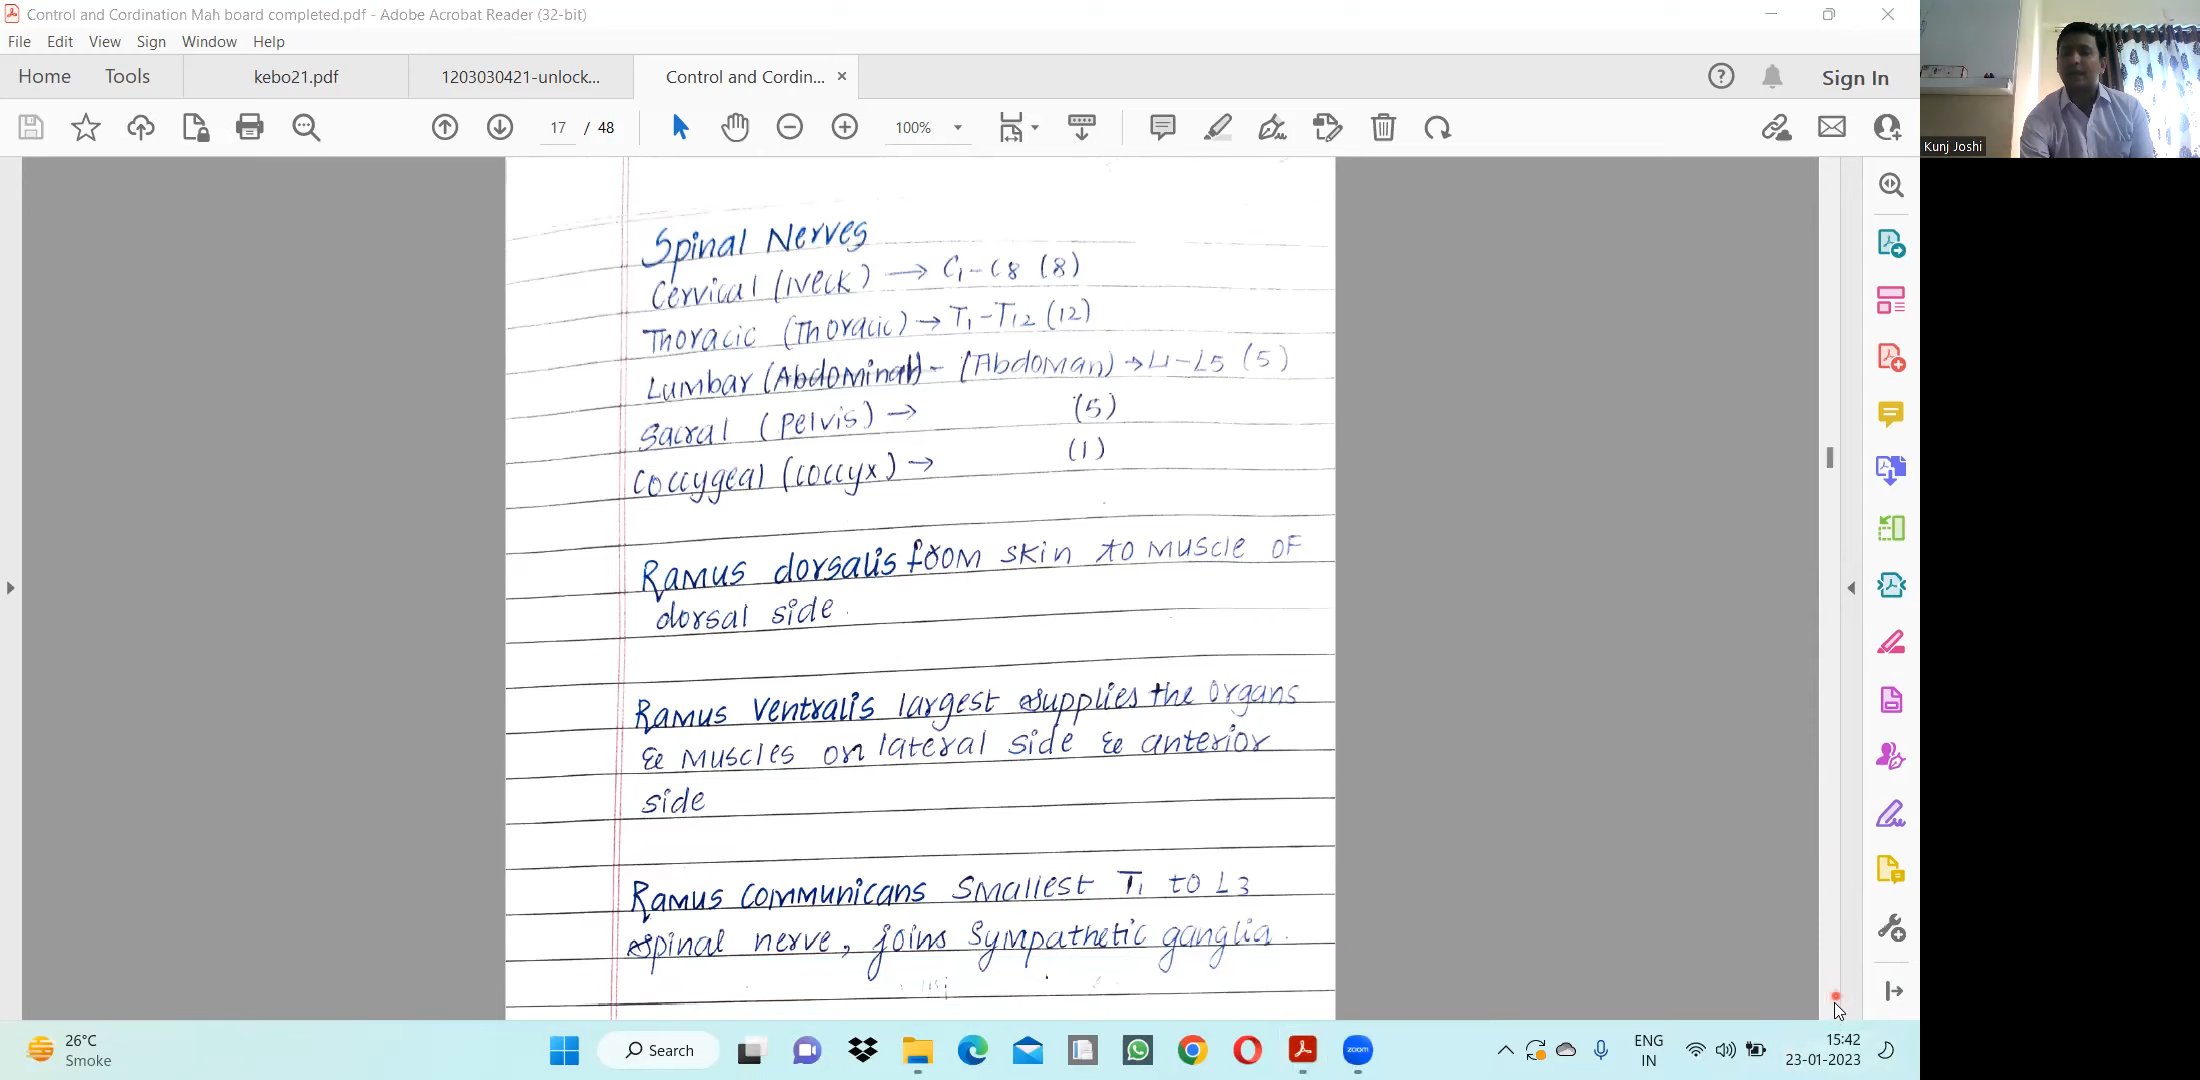 Control and Cordination Mah board completed.pdf - Adobe Acrobat Reader (32-bit)
File Edit View Sign Window Help
Home Tools kebo21.pdf 1203030421-unlock... Control and Cordin... × Sign In
17 / 48 100%
Kunj Joshi
Spinal Nerves
Cervical (Neck) → C1-C8 (8)
Thoracic (Thoracic) → T1-T12 (12)
Lumbar (Abdominal) - (Abdoman) → L1-L5 (5)
Sacral (Pelvis) → (5)
Coccygeal (coccyx) → (1)
Ramus dorsalis from skin to muscle of
dorsal side.
Ramus ventralis largest supplies the organs
& muscles on lateral side & anterior
side
Ramus communicans smallest T1 to L3
spinal nerve, joins sympathetic ganglia.
26°C
Smoke
Search
zoom
ENG
IN
15:42
23-01-2023